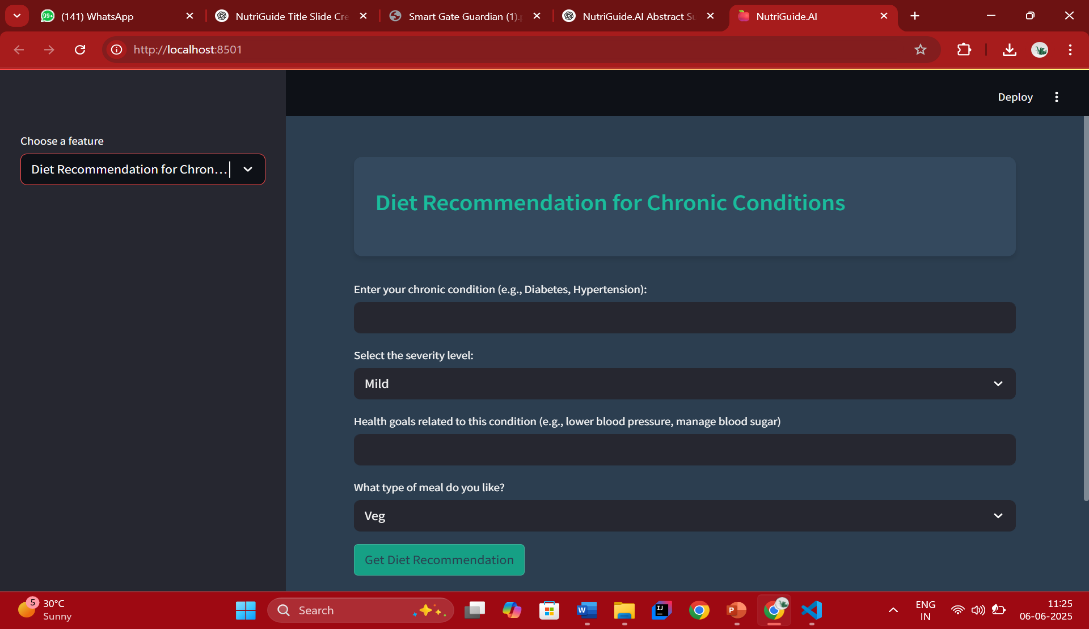 (141) WhatsApp
NutriGuide Title Slide Cre
Smart Gate Guardian (1).p
NutriGuide.AI Abstract Su
NutriGuide.AI
http://localhost:8501
Deploy
Choose a feature
Diet Recommendation for Chron...
Diet Recommendation for Chronic Conditions
Enter your chronic condition (e.g., Diabetes, Hypertension):
Select the severity level:
Mild
Health goals related to this condition (e.g., lower blood pressure, manage blood sugar)
What type of meal do you like?
Veg
Get Diet Recommendation
5
30°C
Sunny
Search
ENG
IN
11:25
06-06-2025